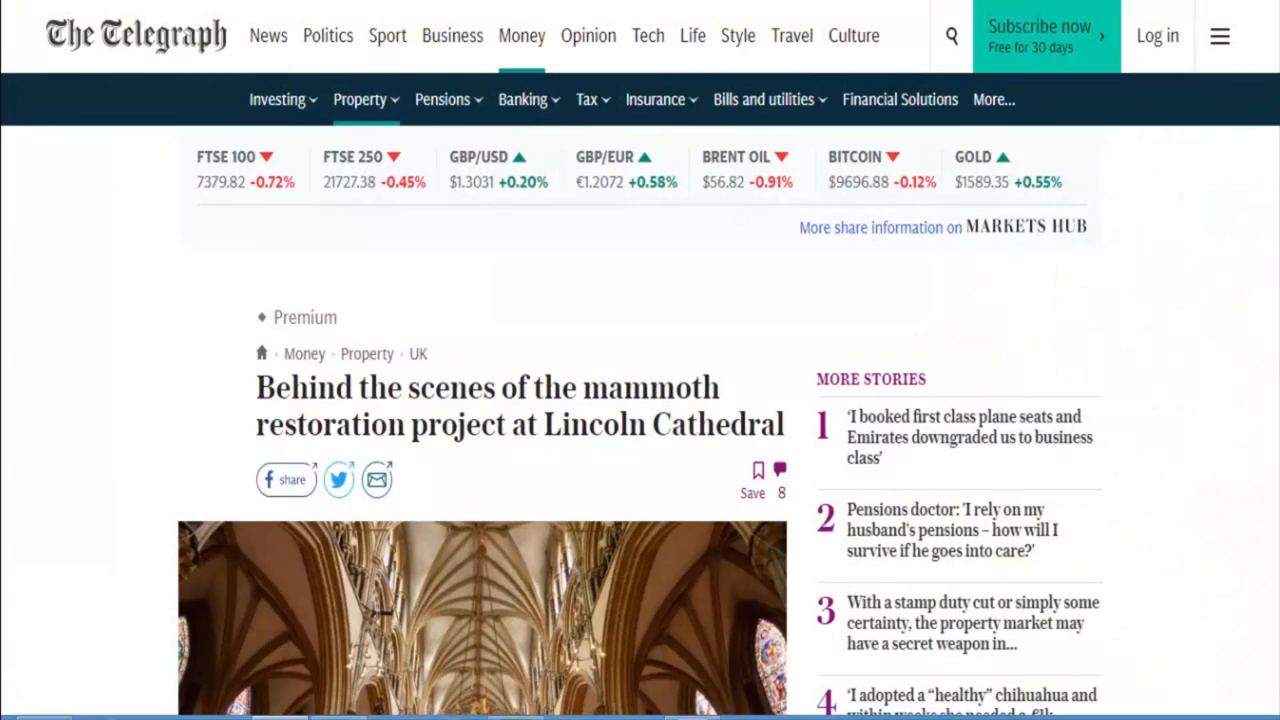 The Telegraph
News Politics Sport Business Money Opinion Tech Life Style Travel Culture
Subscribe now
Free for 30 days
Log in
Investing Property Pensions Banking Tax Insurance Bills and utilities Financial Solutions More...
FTSE 100 FTSE 250 GBP/USD GBP/EUR BRENT OIL BITCOIN GOLD
7379.82 -0.72% 21727.38 -0.45% $1.3031 +0.20% €1.2072 +0.58% $56.82 -0.91% $9696.88 -0.12% $1589.35 +0.55%
More share information on MARKETS HUB
Premium
Money Property UK
Behind the scenes of the mammoth
restoration project at Lincoln Cathedral
share
Save 8
MORE STORIES
1 'I booked first class plane seats and
Emirates downgraded us to business
class'
2 Pensions doctor: 'I rely on my
husband's pensions – how will I
survive if he goes into care?'
3 With a stamp duty cut or simply some
certainty, the property market may
have a secret weapon in...
4 'I adopted a “healthy” chihuahua and